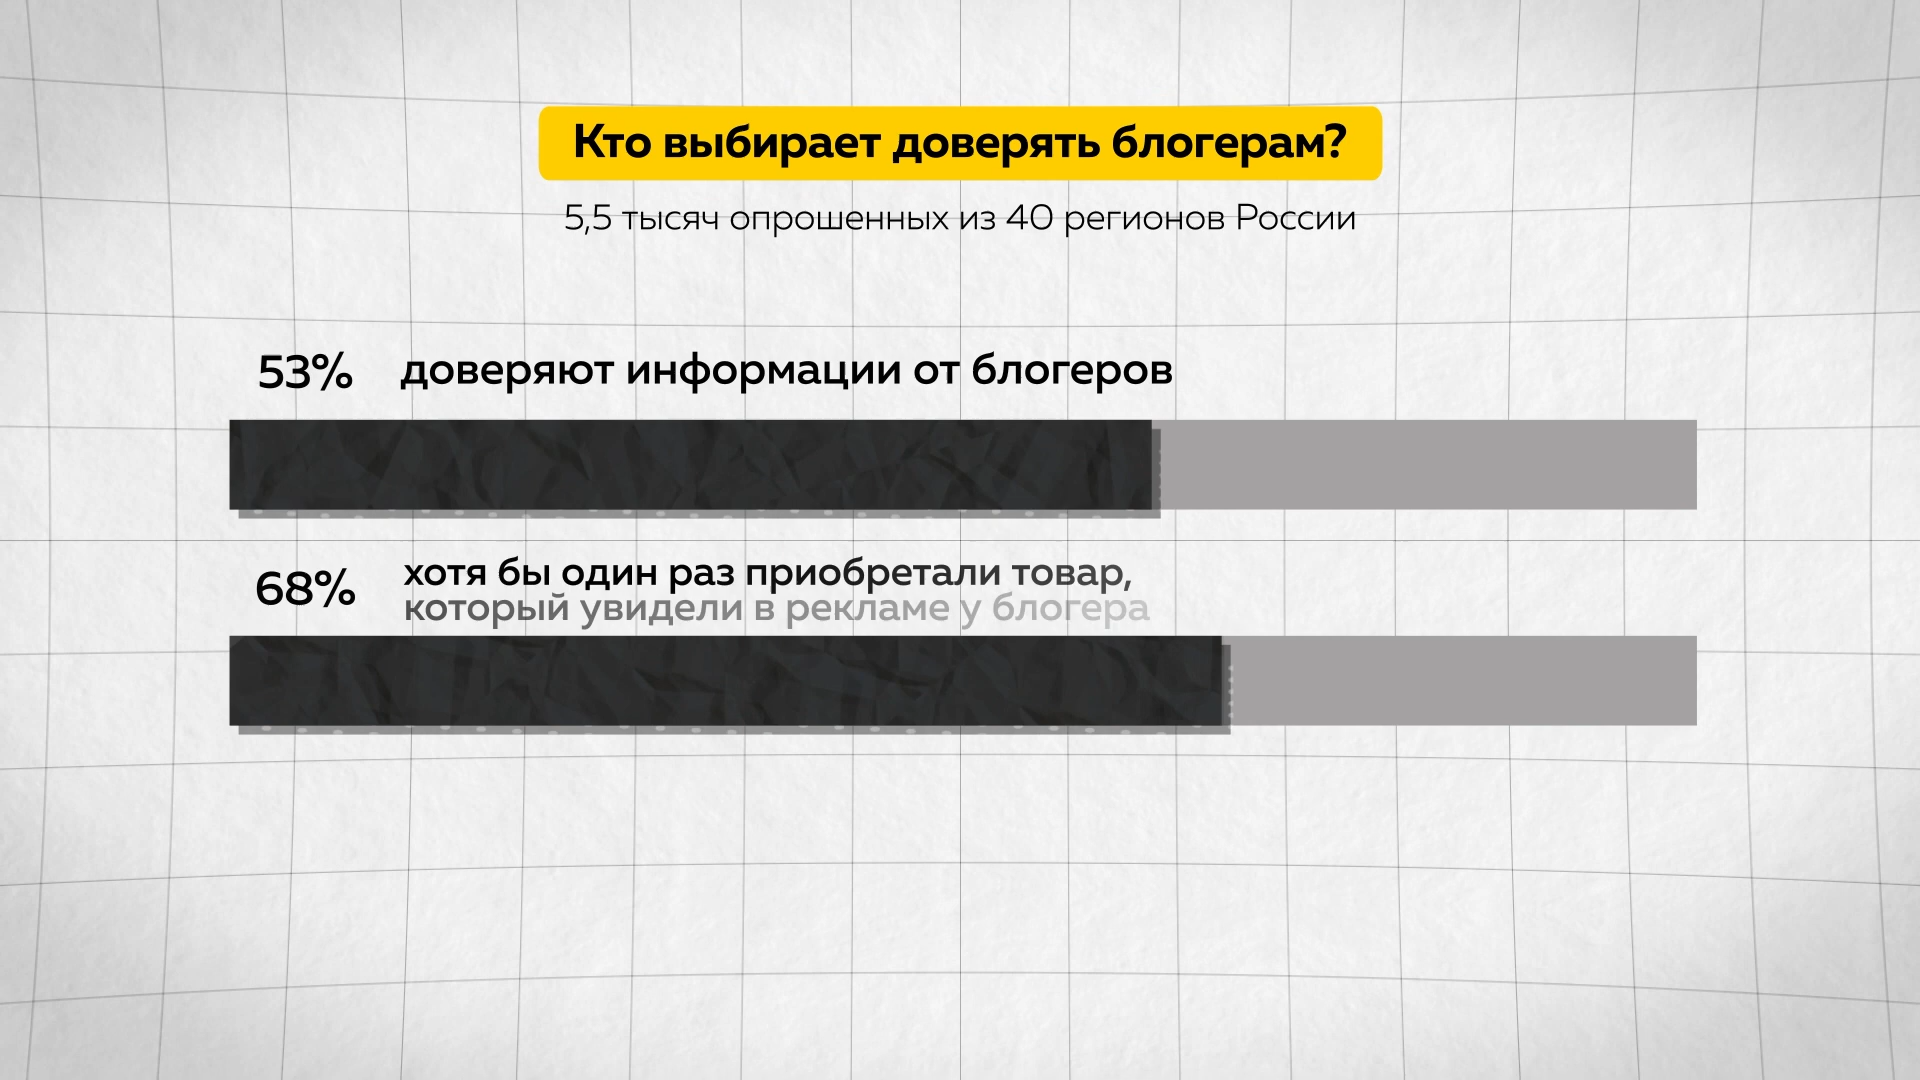 Кто выбирает доверять блогерам?
5,5 тысяч опрошенных из 40 регионов России
53% доверяют информации от блогеров
68% хотя бы один раз приобретали товар,
который увидели в рекламе у блогера